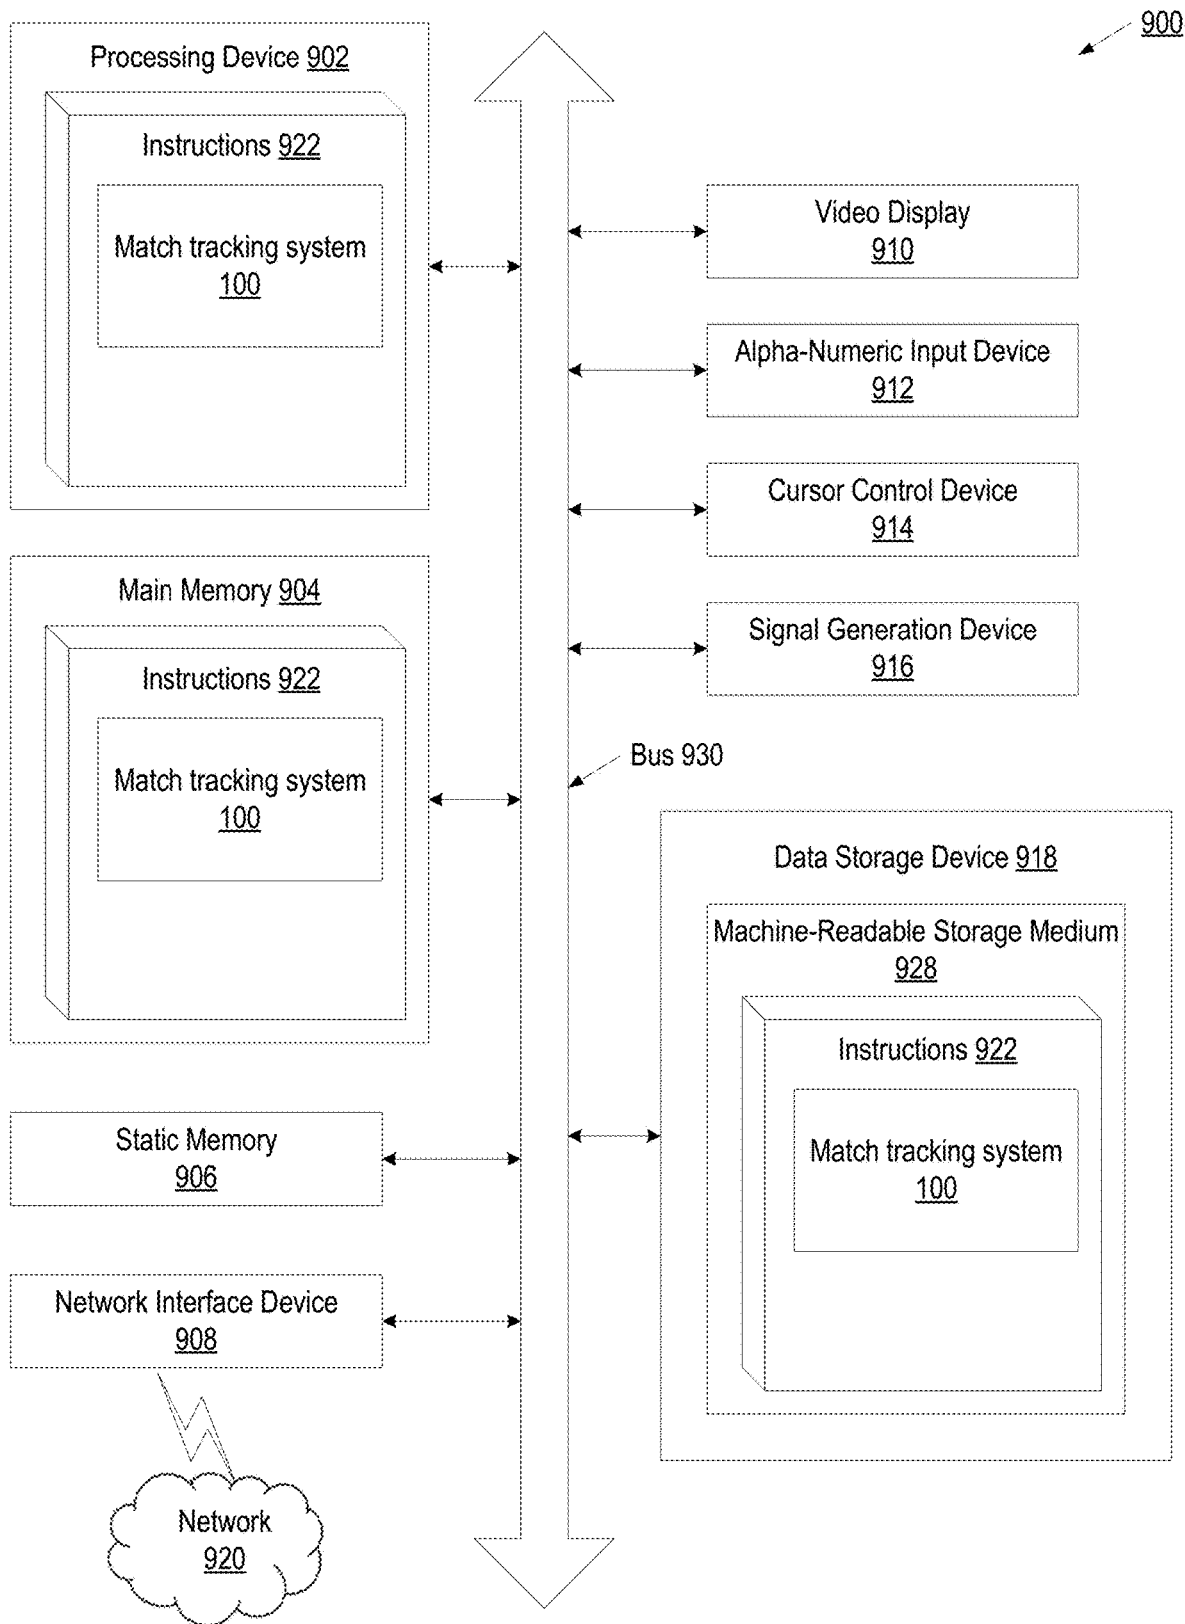 900
Processing Device 902
Instructions 922
Match tracking system
100
Main Memory 904
Instructions 922
Match tracking system
100
Static Memory
906
Network Interface Device
908
Network
920
Video Display
910
Alpha-Numeric Input Device
912
Cursor Control Device
914
Signal Generation Device
916
Bus 930
Data Storage Device 918
Machine-Readable Storage Medium
928
Instructions 922
Match tracking system
100